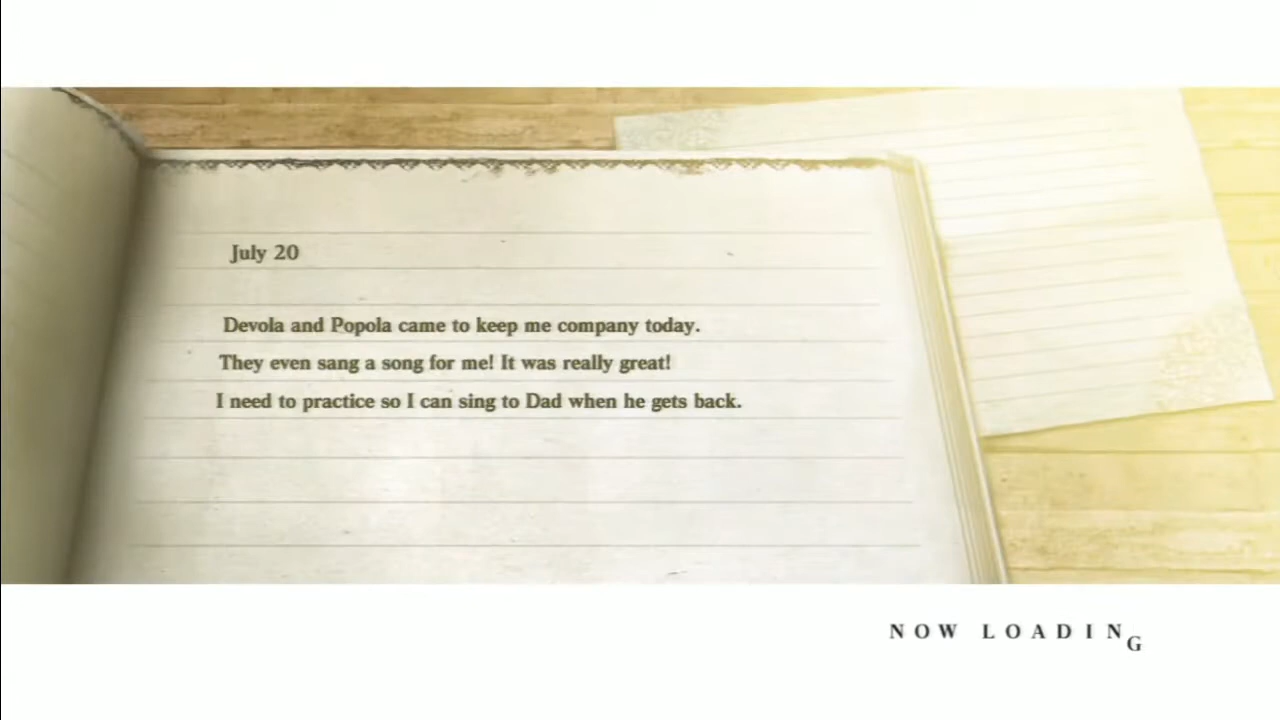 July 20
Devola and Popola came to keep me company today.
They even sang a song for me! It was really great!
I need to practice so I can sing to Dad when he gets back.
NOW LOADING